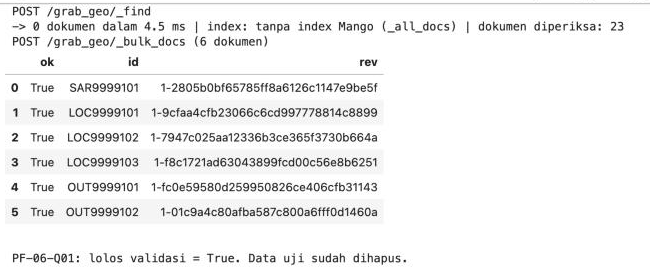 POST /grab_geo/_find
-> 0 dokumen dalam 4.5 ms | index: tanpa index Mango (_all_docs) | dokumen diperiksa: 23
POST /grab_geo/_bulk_docs (6 dokumen)
ok id rev
0 True SAR9999101 1-2805b0bf65785ff8a6126c1147e9be5f
1 True LOC9999101 1-9cfaa4cfb23066c6cd997778814c8899
2 True LOC9999102 1-7947c025aa12336b3ce365f3730b664a
3 True LOC9999103 1-f8c1721ad63043899fcd00c56e8b6251
4 True OUT9999101 1-fc0e59580d259950826ce406cfb31143
5 True OUT9999102 1-01c9a4c80afba587c800a6fff0d1460a
PF-06-Q01: lolos validasi = True. Data uji sudah dihapus.